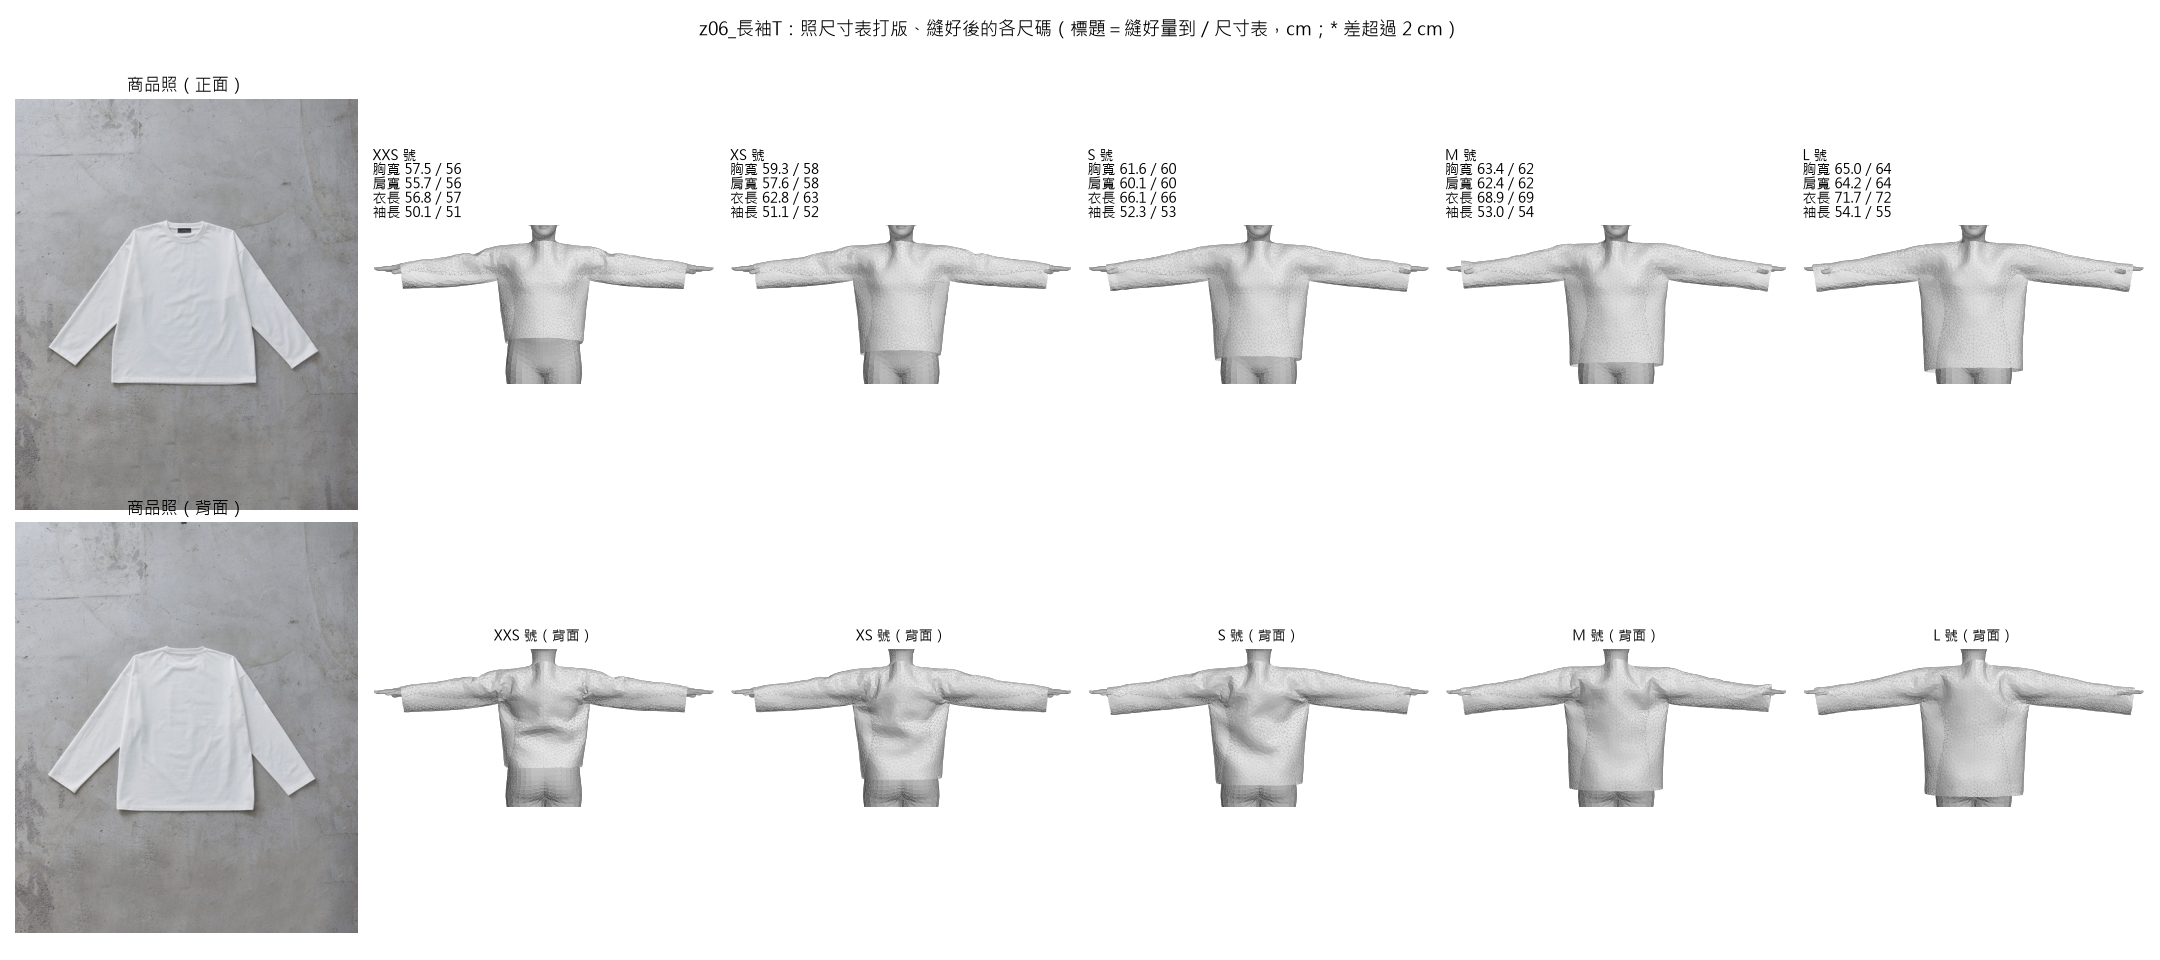 z06_長袖T：照尺寸表打版、縫好後的各尺碼（標題＝縫好量到 / 尺寸表，cm；* 差超過 2 cm）
商品照（正面）
XXS 號
胸寬 57.5 / 56
肩寬 55.7 / 56
衣長 56.8 / 57
袖長 50.1 / 51
XS 號
胸寬 59.3 / 58
肩寬 57.6 / 58
衣長 62.8 / 63
袖長 51.1 / 52
S 號
胸寬 61.6 / 60
肩寬 60.1 / 60
衣長 66.1 / 66
袖長 52.3 / 53
M 號
胸寬 63.4 / 62
肩寬 62.4 / 62
衣長 68.9 / 69
袖長 53.0 / 54
L 號
胸寬 65.0 / 64
肩寬 64.2 / 64
衣長 71.7 / 72
袖長 54.1 / 55
商品照（背面）
XXS 號（背面）
XS 號（背面）
S 號（背面）
M 號（背面）
L 號（背面）